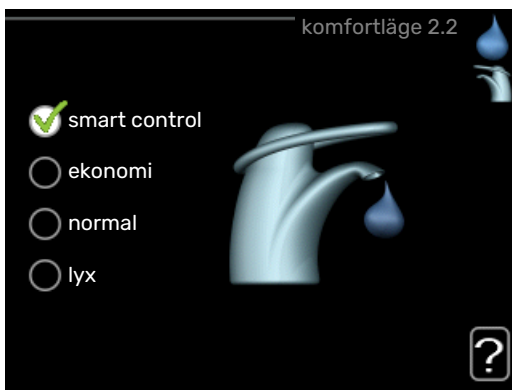 komfortläge 2.2
smart control
ekonomi
normal
lyx
?